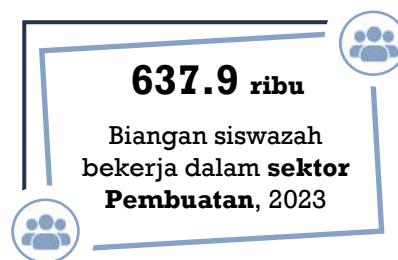 637.9 ribu
Biangan siswazah
bekerja dalam sektor
Pembuatan, 2023